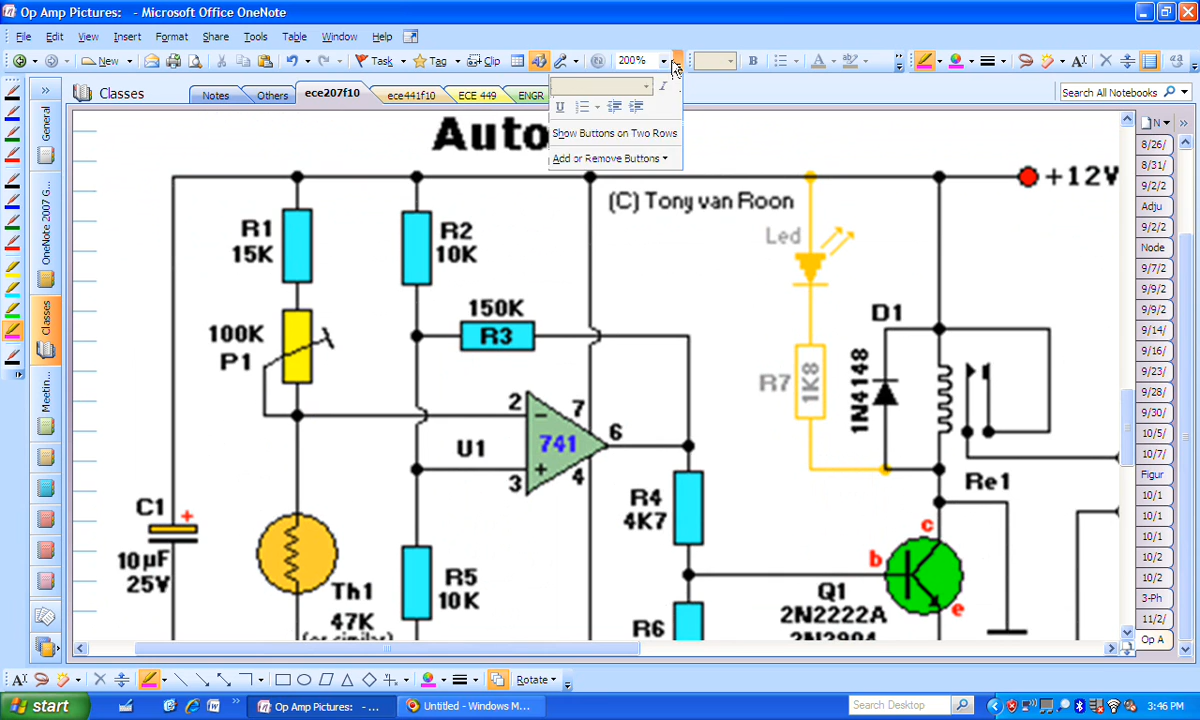 Op Amp Pictures: - Microsoft Office OneNote
File Edit View Insert Format Share Tools Table Window Help
New Task Tag Clip 200% B A ab
Classes Notes Others ece207f10 ece441f10 ECE 449 ENGR
Search All Notebooks
I
U
Show Buttons on Two Rows
Add or Remove Buttons
General
OneNote 2007 G...
Classes
Meetin...
Auto
(C) Tony van Roon
+12V
R1
15K
R2
10K
Led
150K
R3
100K
P1
D1
1N4148
R7
1K8
2
7
6
U1
741
3
4
Re1
R4
4K7
C1
+
10µF
25V
Th1
47K
(or similar)
R5
10K
R6
c
b
e
Q1
2N2222A
2N3904
N
8/26/
8/31/
9/2/2
Adju
9/2/2
Node
9/7/2
9/9/2
9/9/2
9/14/
9/16/
9/23/
9/28/
9/30/
10/5/
10/7/
Figur
10/1
10/1
10/2
10/2
3-Ph
11/2/
Op A
Rotate
start Op Amp Pictures: - ... Untitled - Windows M... Search Desktop 3:46 PM